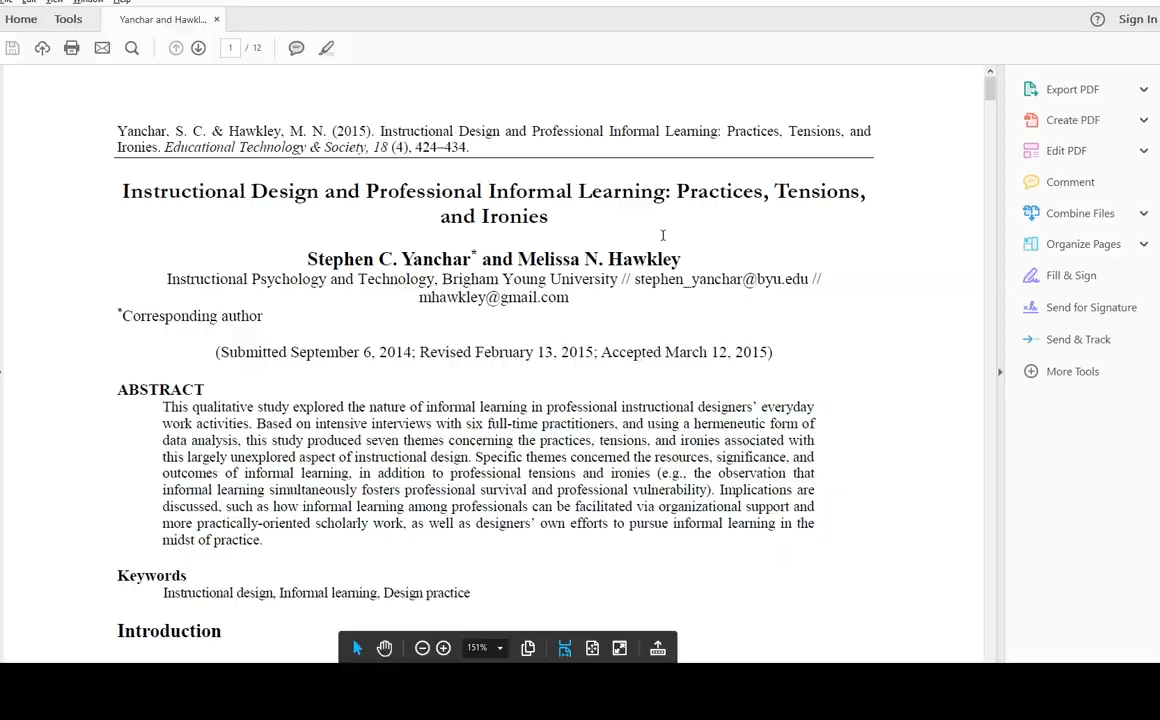 Home Tools Yanchar and Hawkl... × Sign In
1 / 12
Export PDF
Create PDF
Edit PDF
Comment
Combine Files
Organize Pages
Fill & Sign
Send for Signature
Send & Track
More Tools
Yanchar, S. C. & Hawkley, M. N. (2015). Instructional Design and Professional Informal Learning: Practices, Tensions, and
Ironies. Educational Technology & Society, 18 (4), 424–434.
Instructional Design and Professional Informal Learning: Practices, Tensions,
and Ironies
Stephen C. Yanchar* and Melissa N. Hawkley
Instructional Psychology and Technology, Brigham Young University // stephen_yanchar@byu.edu //
mhawkley@gmail.com
*Corresponding author
(Submitted September 6, 2014; Revised February 13, 2015; Accepted March 12, 2015)
ABSTRACT
This qualitative study explored the nature of informal learning in professional instructional designers’ everyday
work activities. Based on intensive interviews with six full-time practitioners, and using a hermeneutic form of
data analysis, this study produced seven themes concerning the practices, tensions, and ironies associated with
this largely unexplored aspect of instructional design. Specific themes concerned the resources, significance, and
outcomes of informal learning, in addition to professional tensions and ironies (e.g., the observation that
informal learning simultaneously fosters professional survival and professional vulnerability). Implications are
discussed, such as how informal learning among professionals can be facilitated via organizational support and
more practically-oriented scholarly work, as well as designers’ own efforts to pursue informal learning in the
midst of practice.
Keywords
Instructional design, Informal learning, Design practice
Introduction
151%